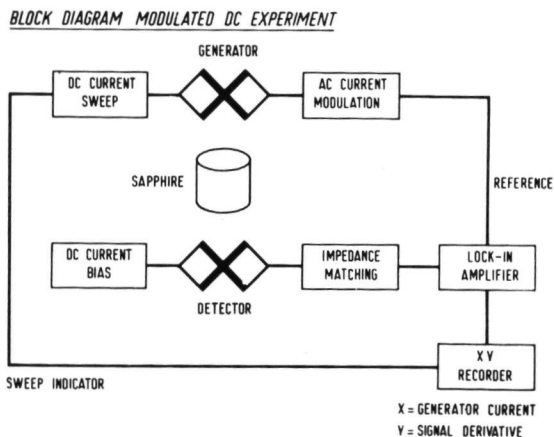 BLOCK DIAGRAM MODULATED DC EXPERIMENT
GENERATOR
DC CURRENT
SWEEP
AC CURRENT
MODULATION
SAPPHIRE
REFERENCE
DC CURRENT
BIAS
IMPEDANCE
MATCHING
LOCK-IN
AMPLIFIER
DETECTOR
XY
RECORDER
SWEEP INDICATOR
X = GENERATOR CURRENT
Y = SIGNAL DERIVATIVE